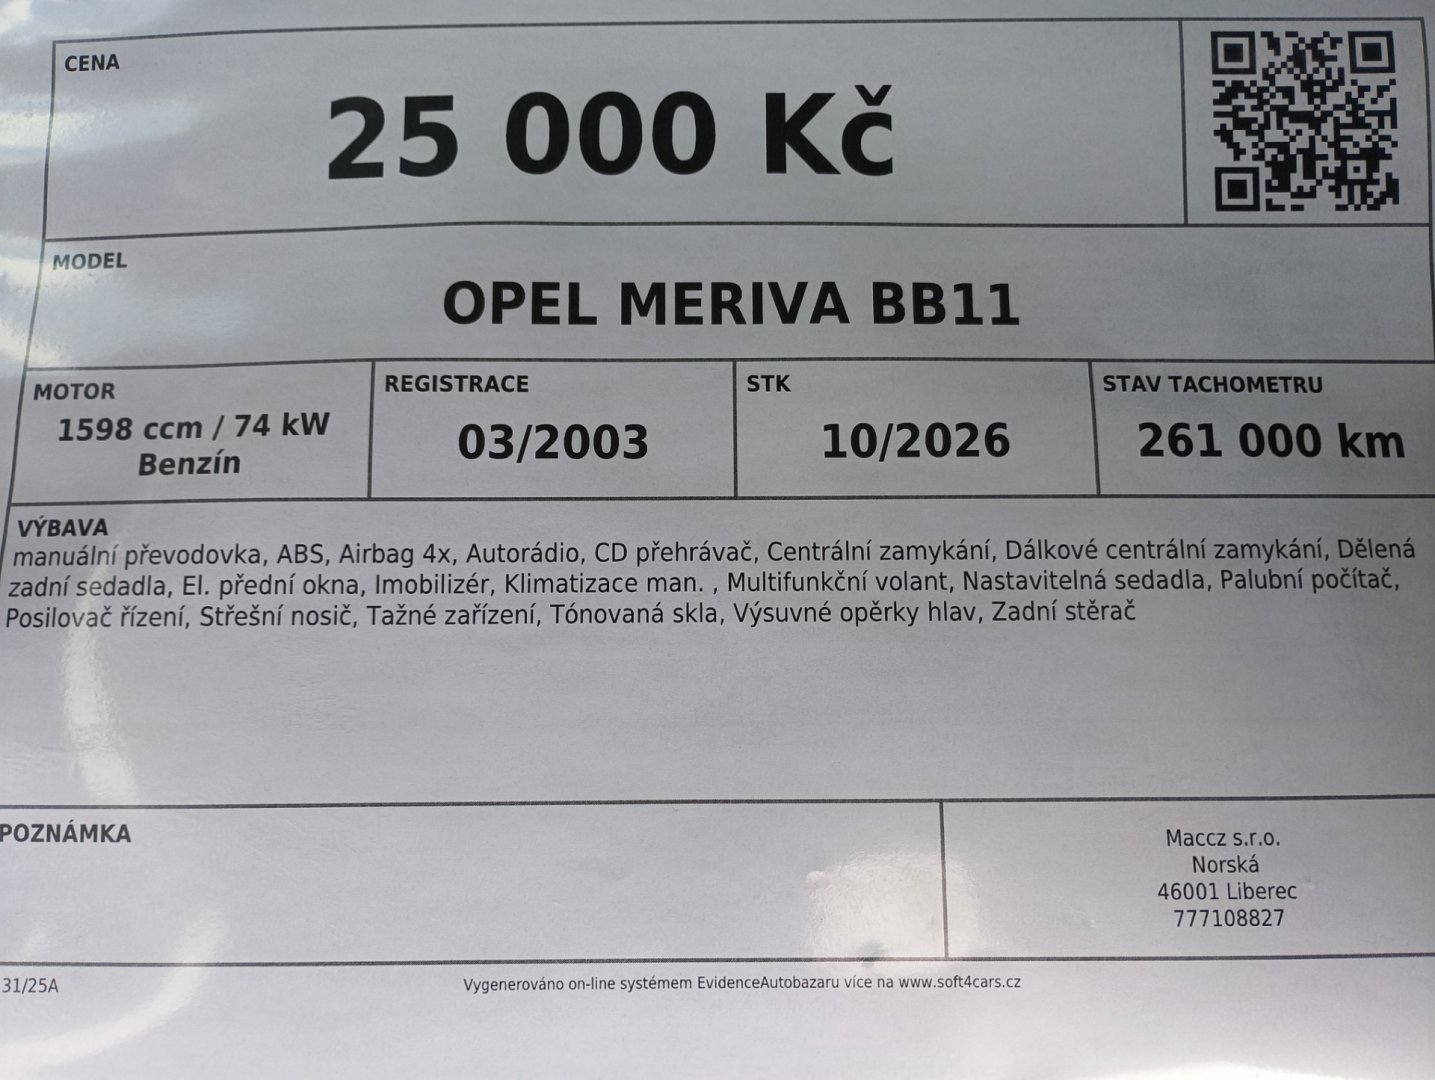 CENA
25 000 Kč
MODEL
OPEL MERIVA BB11
MOTOR
1598 ccm / 74 kW
Benzín
REGISTRACE
03/2003
STK
10/2026
STAV TACHOMETRU
261 000 km
VÝBAVA
manuální převodovka, ABS, Airbag 4x, Autorádio, CD přehrávač, Centrální zamykání, Dálkové centrální zamykání, Dělená
zadní sedadla, El. přední okna, Imobilizér, Klimatizace man. , Multifunkční volant, Nastavitelná sedadla, Palubní počítač,
Posilovač řízení, Střešní nosič, Tažné zařízení, Tónovaná skla, Výsuvné opěrky hlav, Zadní stěrač
POZNÁMKA
Maccz s.r.o.
Norská
46001 Liberec
777108827
31/25A
Vygenerováno on-line systémem EvidenceAutobazaru více na www.soft4cars.cz